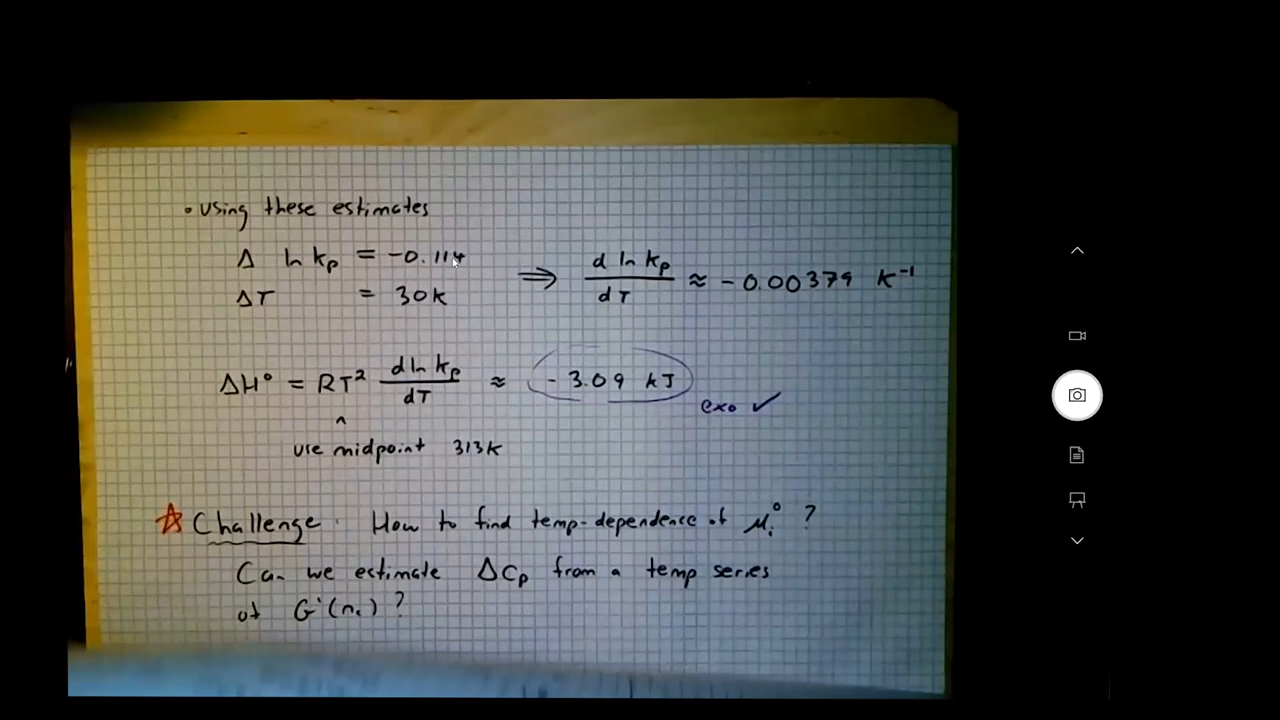 • Using these estimates
Δ ln Kp = -0.114
ΔT = 30K
⟹ d ln Kp / dT ≈ -0.00379 K⁻¹
ΔH° = RT² d ln Kp / dT ≈ -3.09 kJ
exo ✓
^
use midpoint 313K
☆ Challenge: How to find temp-dependence of μᵢ° ?
Can we estimate ΔCp from a temp series
of